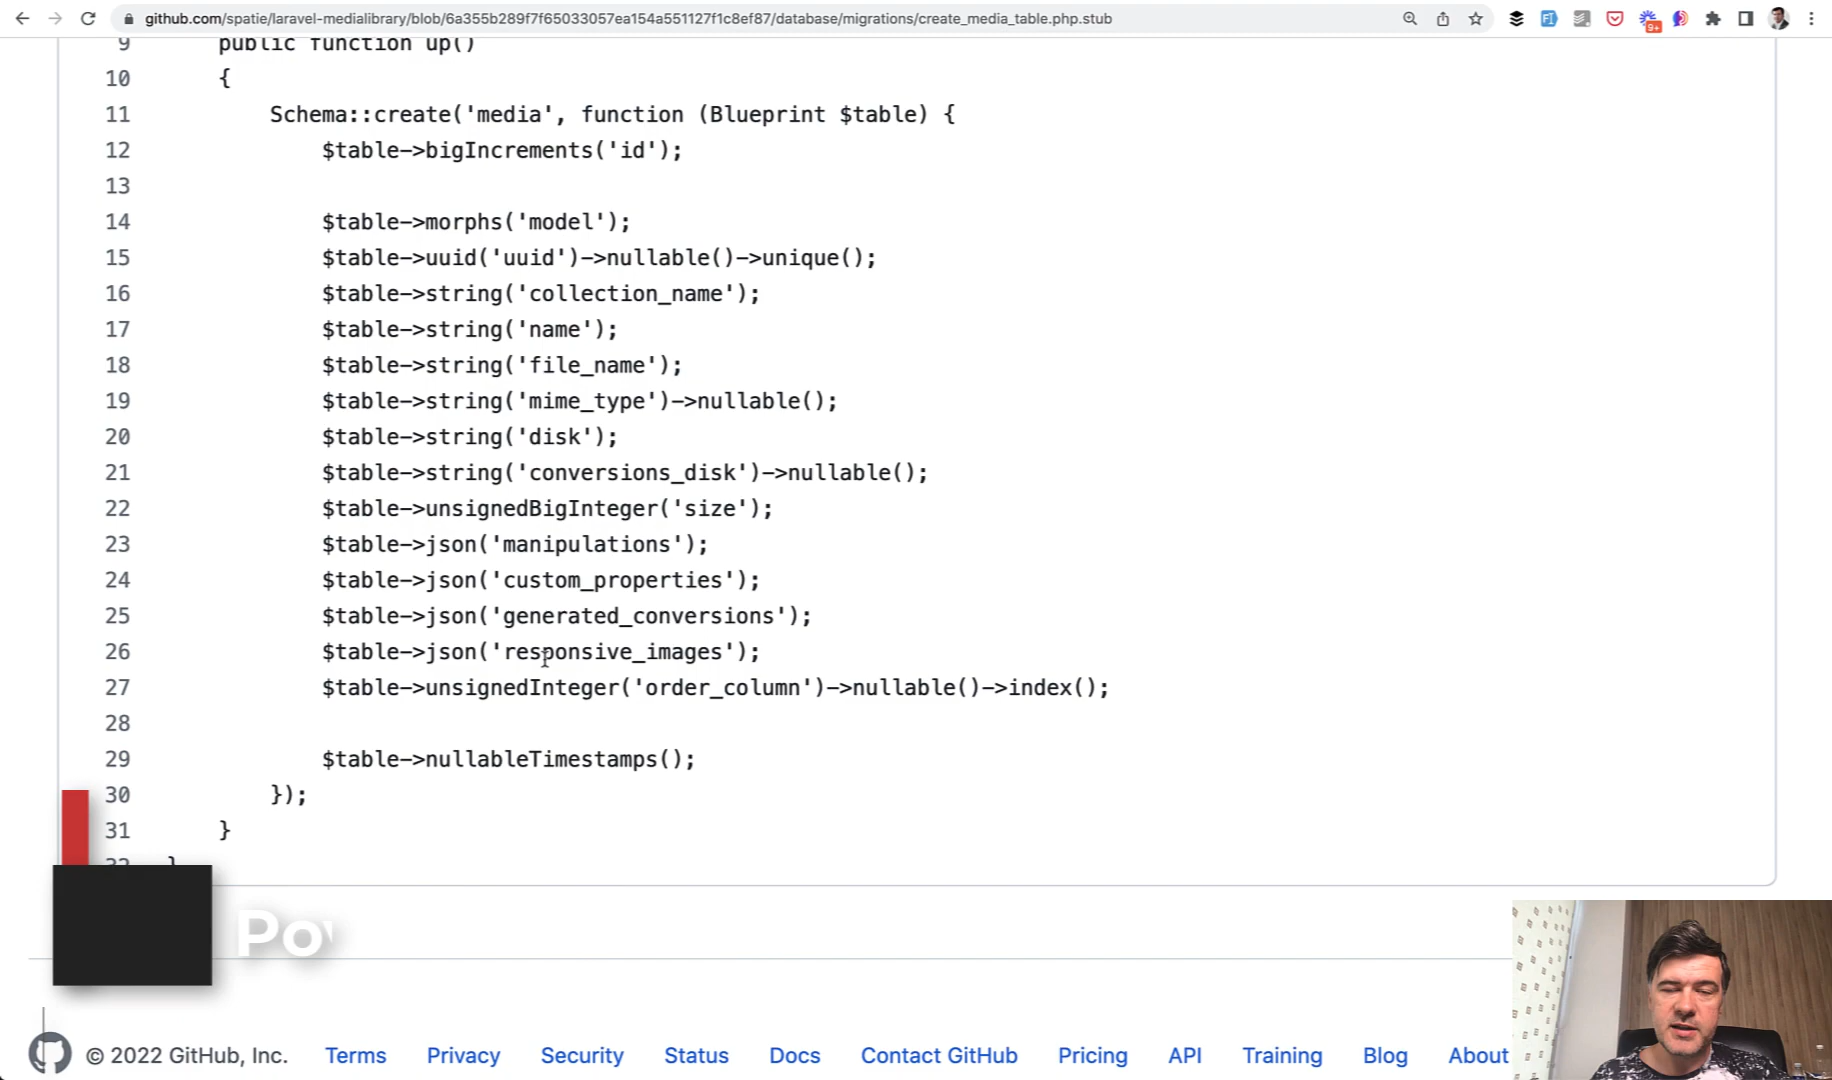 github.com/spatie/laravel-medialibrary/blob/6a355b289f7f65033057ea154a551127f1c8ef87/database/migrations/create_media_table.php.stub
9+
9 public function up()
10 {
11 Schema::create('media', function (Blueprint $table) {
12 $table->bigIncrements('id');
13
14 $table->morphs('model');
15 $table->uuid('uuid')->nullable()->unique();
16 $table->string('collection_name');
17 $table->string('name');
18 $table->string('file_name');
19 $table->string('mime_type')->nullable();
20 $table->string('disk');
21 $table->string('conversions_disk')->nullable();
22 $table->unsignedBigInteger('size');
23 $table->json('manipulations');
24 $table->json('custom_properties');
25 $table->json('generated_conversions');
26 $table->json('responsive_images');
27 $table->unsignedInteger('order_column')->nullable()->index();
28
29 $table->nullableTimestamps();
30 });
31 }
32 }
© 2022 GitHub, Inc. Terms Privacy Security Status Docs Contact GitHub Pricing API Training Blog About